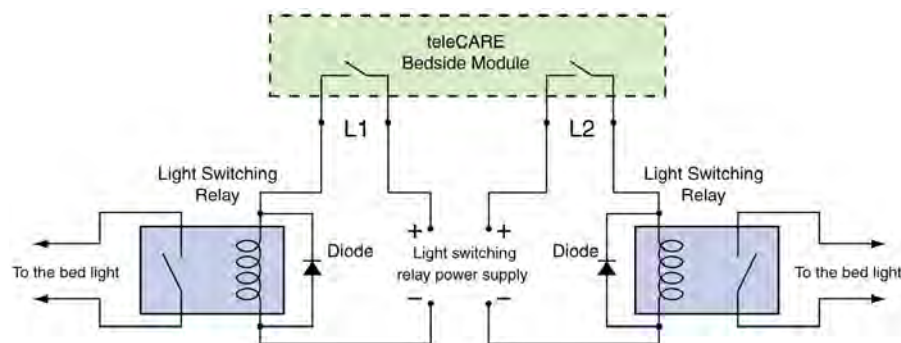 teleCARE
Bedside Module
L1
L2
Light Switching
Relay
Light Switching
Relay
+
+
Diode
Light switching
relay power supply
Diode
To the bed light
To the bed light
−
−